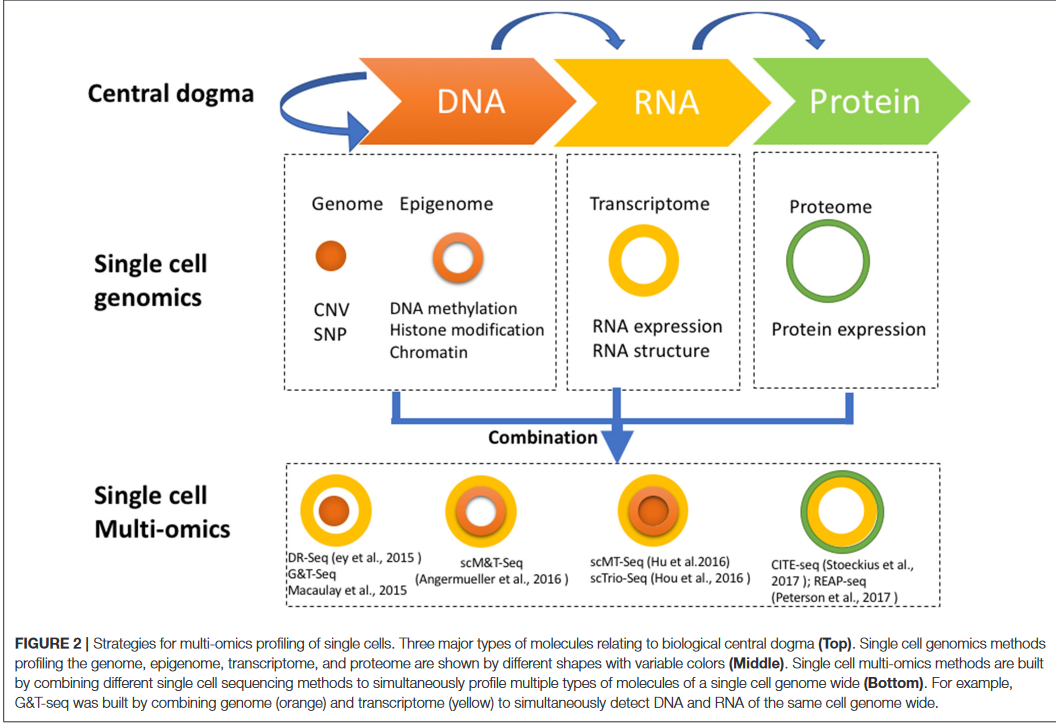 Central dogma
DNA
RNA
Protein
Single cell
genomics
Genome
Epigenome
CNV
SNP
DNA methylation
Histone modification
Chromatin
Transcriptome
RNA expression
RNA structure
Proteome
Protein expression
Combination
Single cell
Multi-omics
DR-Seq (ey et al., 2015 )
G&T-Seq
Macaulay et al., 2015
scM&T-Seq
(Angermueller et al., 2016 )
scMT-Seq (Hu et al.2016)
scTrio-Seq (Hou et al., 2016 )
CITE-seq (Stoeckius et al.,
2017 ); REAP-seq
(Peterson et al., 2017 )
FIGURE 2 | Strategies for multi-omics profiling of single cells. Three major types of molecules relating to biological central dogma (Top). Single cell genomics methods
profiling the genome, epigenome, transcriptome, and proteome are shown by different shapes with variable colors (Middle). Single cell multi-omics methods are built
by combining different single cell sequencing methods to simultaneously profile multiple types of molecules of a single cell genome wide (Bottom). For example,
G&T-seq was built by combining genome (orange) and transcriptome (yellow) to simultaneously detect DNA and RNA of the same cell genome wide.